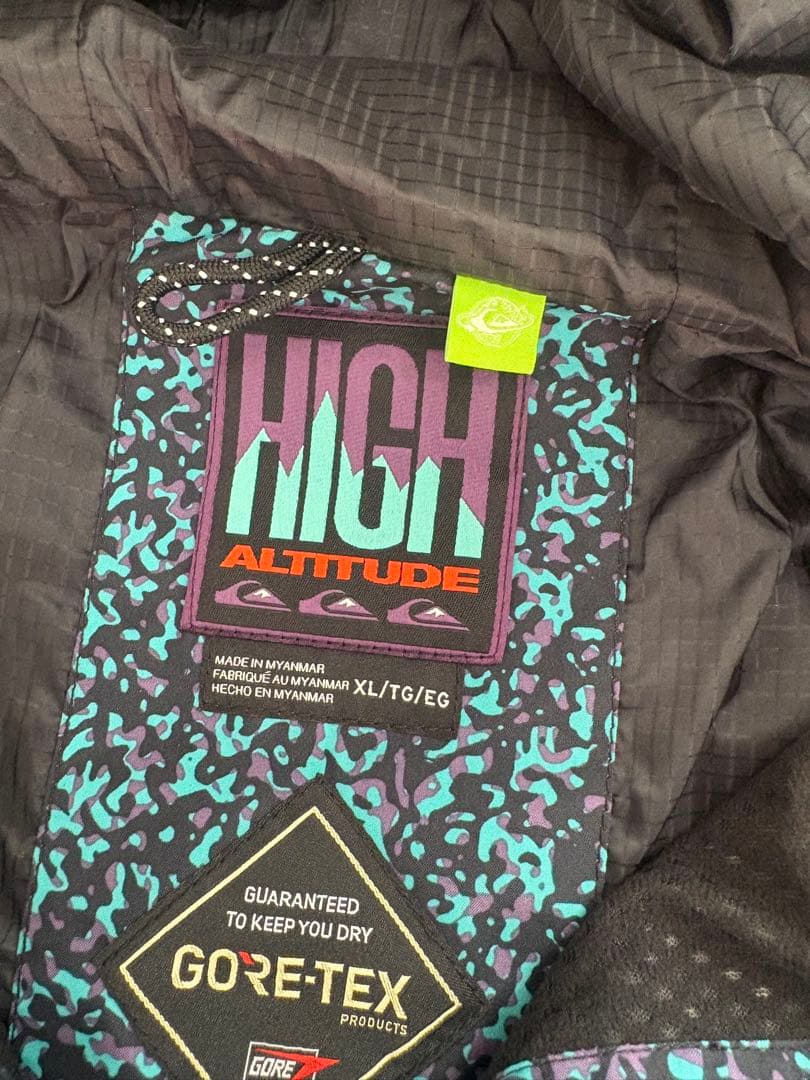 HIGH
ALTITUDE
MADE IN MYANMAR
FABRIQUÉ AU MYANMAR XL/TG/EG
HECHO EN MYANMAR
GUARANTEED
TO KEEP YOU DRY
GORE-TEX
PRODUCTS
GORE